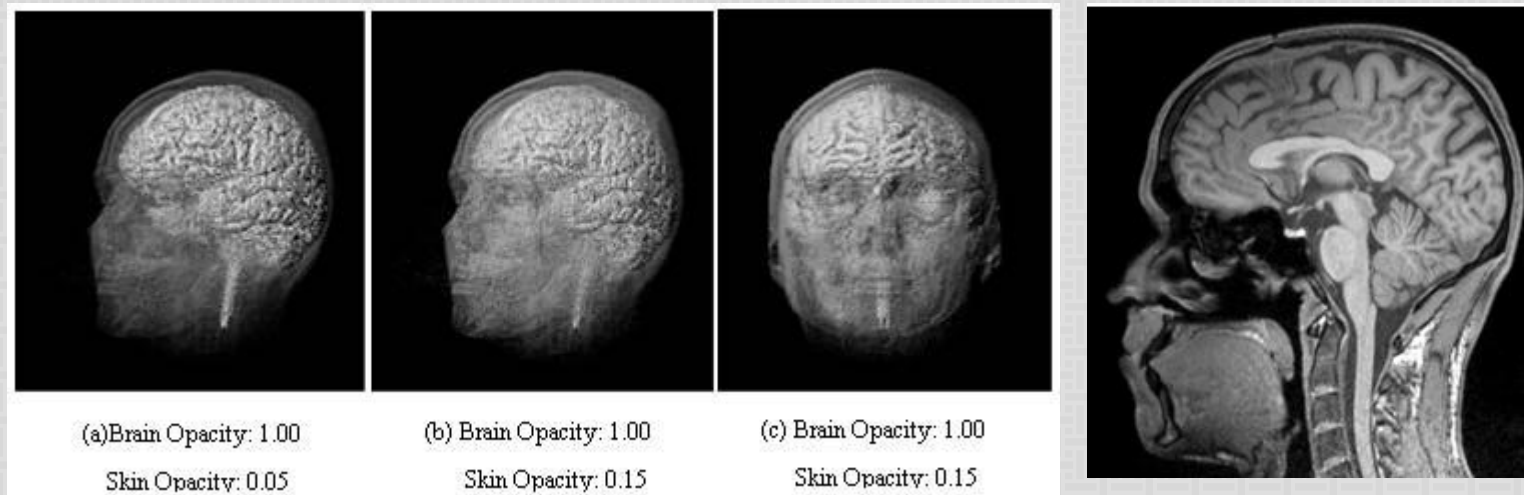 (a)Brain Opacity: 1.00
Skin Opacity: 0.05
(b) Brain Opacity: 1.00
Skin Opacity: 0.15
(c) Brain Opacity: 1.00
Skin Opacity: 0.15